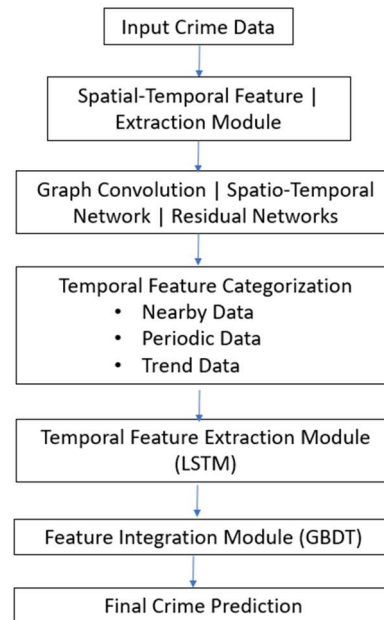 Input Crime Data
Spatial-Temporal Feature |
Extraction Module
Graph Convolution | Spatio-Temporal
Network | Residual Networks
Temporal Feature Categorization
• Nearby Data
• Periodic Data
• Trend Data
Temporal Feature Extraction Module
(LSTM)
Feature Integration Module (GBDT)
Final Crime Prediction